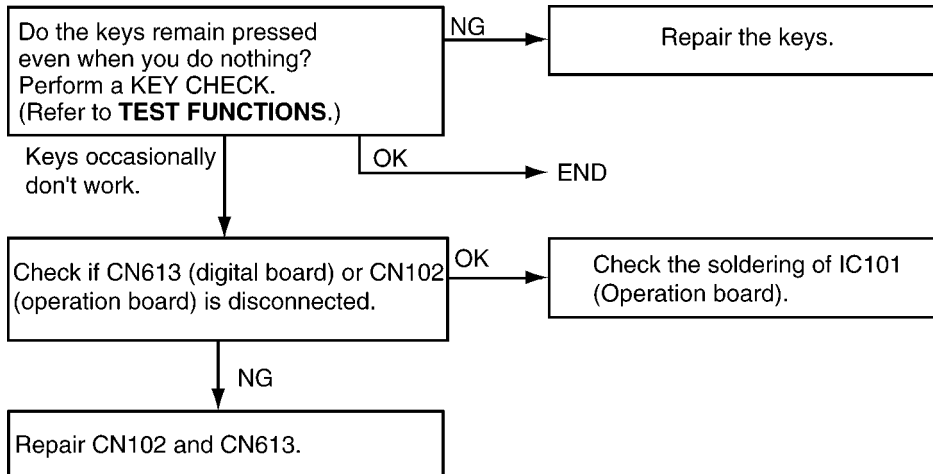 Do the keys remain pressed
even when you do nothing?
Perform a KEY CHECK.
(Refer to TEST FUNCTIONS.)
NG
Repair the keys.
Keys occasionally
don't work.
OK
END
Check if CN613 (digital board) or CN102
(operation board) is disconnected.
OK
Check the soldering of IC101
(Operation board).
NG
Repair CN102 and CN613.